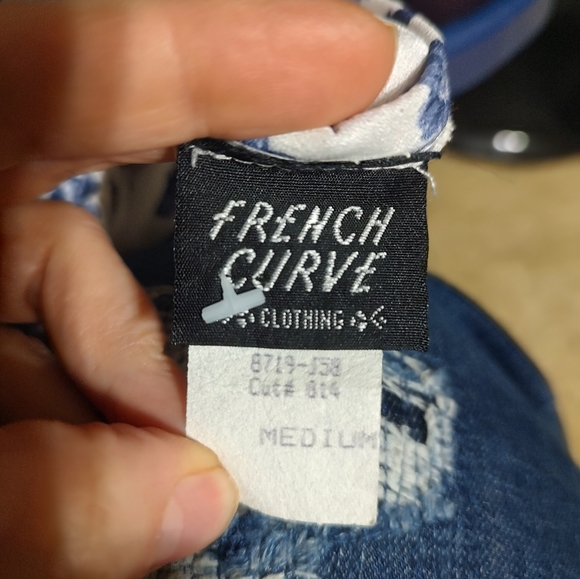 FRENCH
CURVE
CLOTHING
8719-J58
Cut# 814
MEDIUM